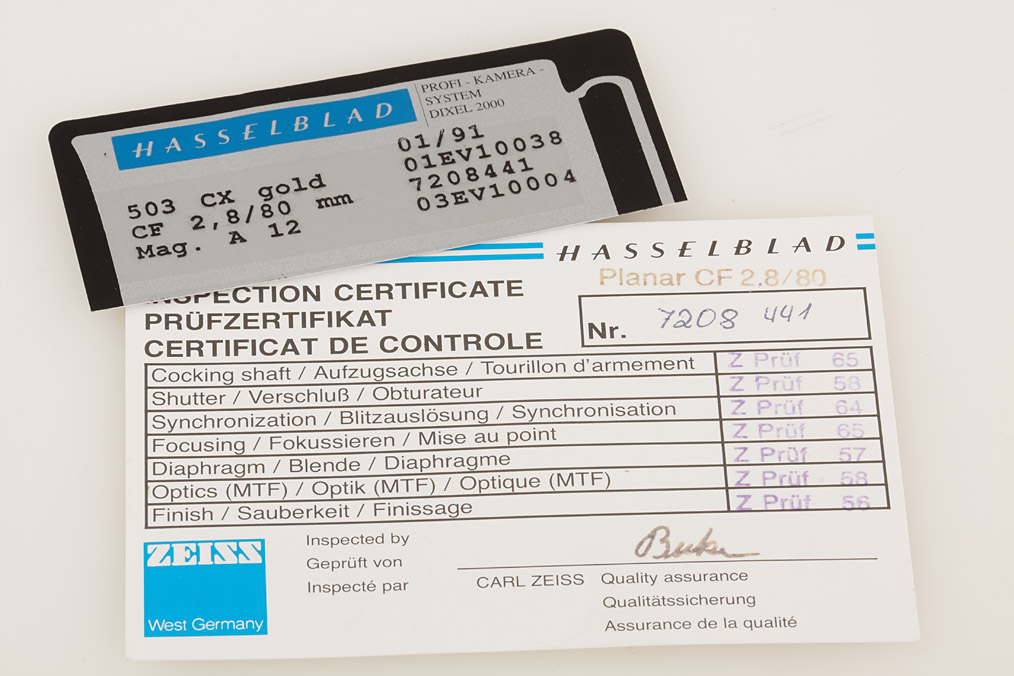 HASSELBLAD
PROFI - KAMERA -
SYSTEM
DIXEL 2000
01/91
503 CX gold 01EV10038
CF 2,8/80 mm 7208441
Mag. A 12 03EV10004
HASSELBLAD
Planar CF 2,8/80
INSPECTION CERTIFICATE
PRÜFZERTIFIKAT
CERTIFICAT DE CONTROLE
Nr. 7208 441
Cocking shaft / Aufzugsachse / Tourillon d'armement Z Prüf 65
Shutter / Verschluß / Obturateur Z Prüf 58
Synchronization / Blitzauslösung / Synchronisation Z Prüf 64
Focusing / Fokussieren / Mise au point Z Prüf 65
Diaphragm / Blende / Diaphragme Z Prüf 57
Optics (MTF) / Optik (MTF) / Optique (MTF) Z Prüf 58
Finish / Sauberkeit / Finissage Z Prüf 56
ZEISS
West Germany
Inspected by
Geprüft von
Inspecté par
CARL ZEISS Quality assurance
Qualitätssicherung
Assurance de la qualité